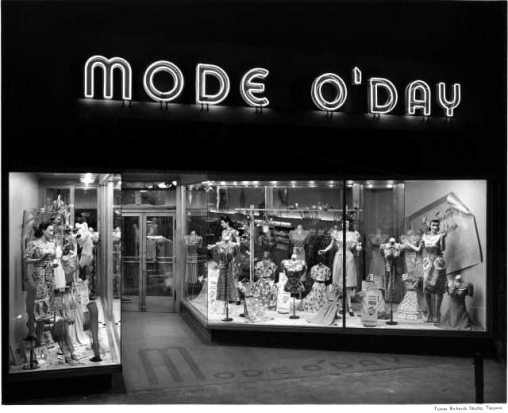 MODE O'DAY
MODE O'DAY
Turner Richards Studio, Tacoma